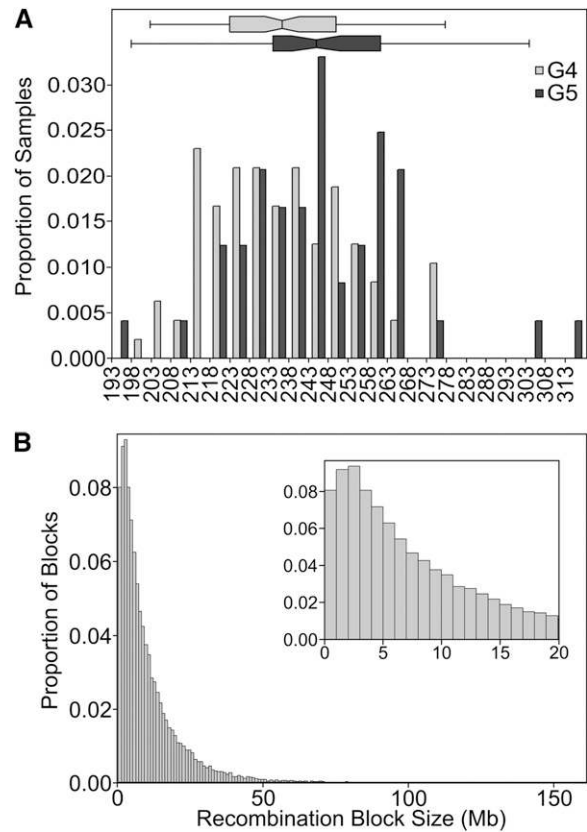 A
Proportion of Samples
0.030
0.025
0.020
0.015
0.010
0.005
0.000
G4
G5
193 198 203 208 213 218 223 228 233 238 243 248 253 258 263 268 273 278 283 288 293 298 303 308 313
B
Proportion of Blocks
0.08
0.06
0.04
0.02
0.00
0.08
0.06
0.04
0.02
0.00
0 5 10 15 20
0 50 100 150
Recombination Block Size (Mb)